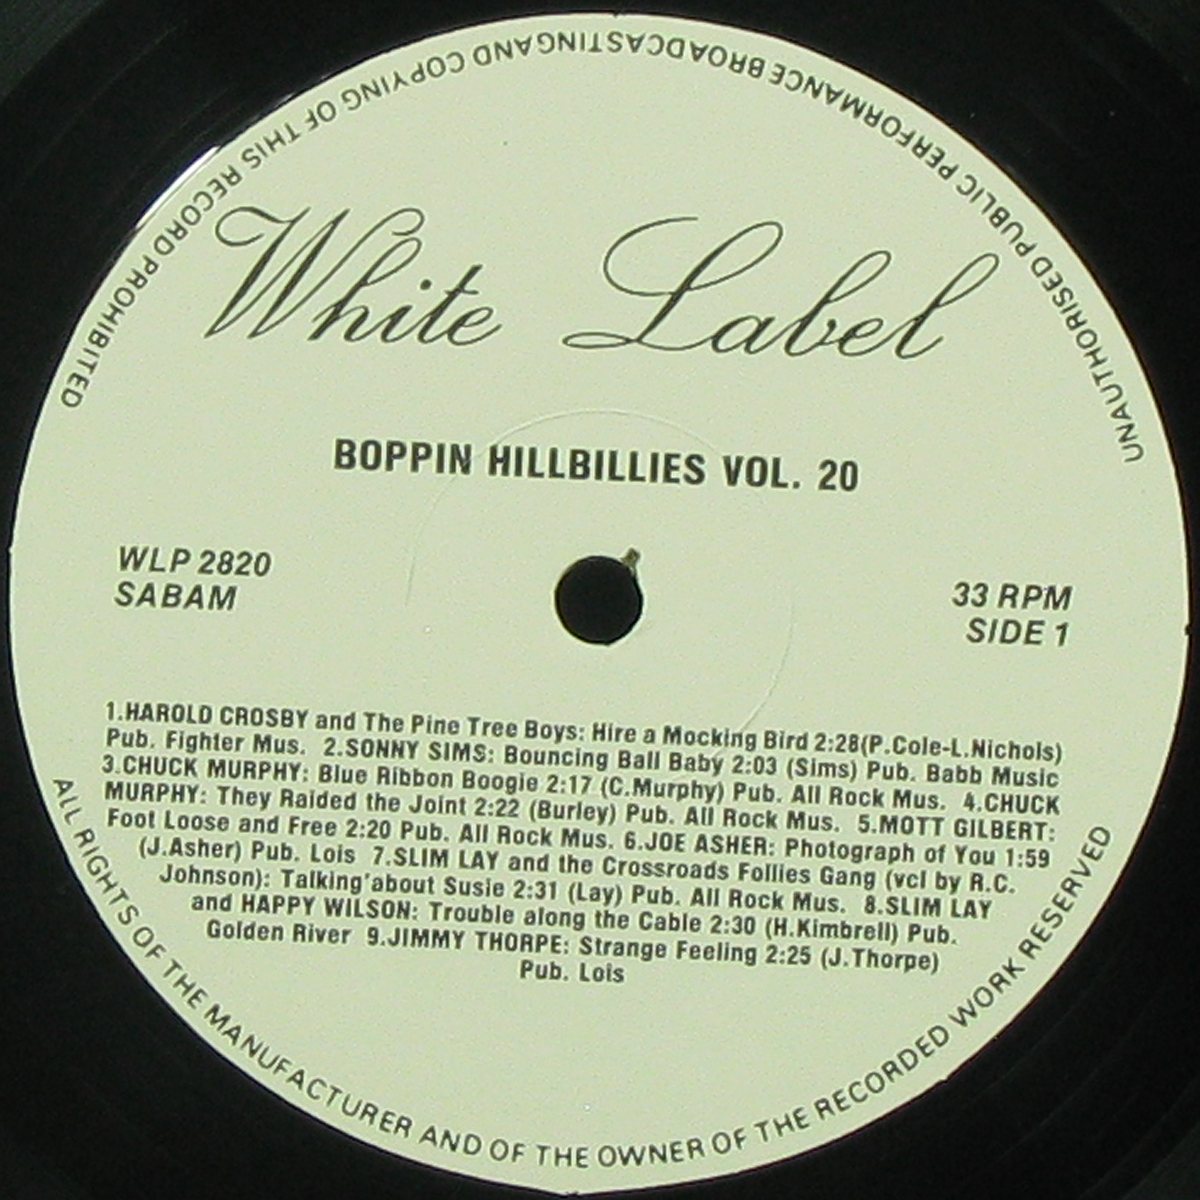 UNAUTHORISED PUBLIC PERFORMANCE BROADCASTING AND COPYING OF THIS RECORD PROHIBITED
White Label
BOPPIN HILLBILLIES VOL. 20
WLP 2820
SABAM
33 RPM
SIDE 1
1.HAROLD CROSBY and The Pine Tree Boys: Hire a Mocking Bird 2:28(P.Cole-L.Nichols)
Pub. Fighter Mus. 2.SONNY SIMS: Bouncing Ball Baby 2:03 (Sims) Pub. Babb Music
3.CHUCK MURPHY: Blue Ribbon Boogie 2:17 (C.Murphy) Pub. All Rock Mus. 4.CHUCK
MURPHY: They Raided the Joint 2:22 (Burley) Pub. All Rock Mus. 5.MOTT GILBERT:
Foot Loose and Free 2:20 Pub. All Rock Mus. 6.JOE ASHER: Photograph of You 1:59
(J.Asher) Pub. Lois 7.SLIM LAY and the Crossroads Follies Gang (vcl by R.C.
Johnson): Talking'about Susie 2:31 (Lay) Pub. All Rock Mus. 8.SLIM LAY
and HAPPY WILSON: Trouble along the Cable 2:30 (H.Kimbrell) Pub.
Golden River 9.JIMMY THORPE: Strange Feeling 2:25 (J.Thorpe)
Pub. Lois
ALL RIGHTS OF THE MANUFACTURER AND OF THE OWNER OF THE RECORDED WORK RESERVED